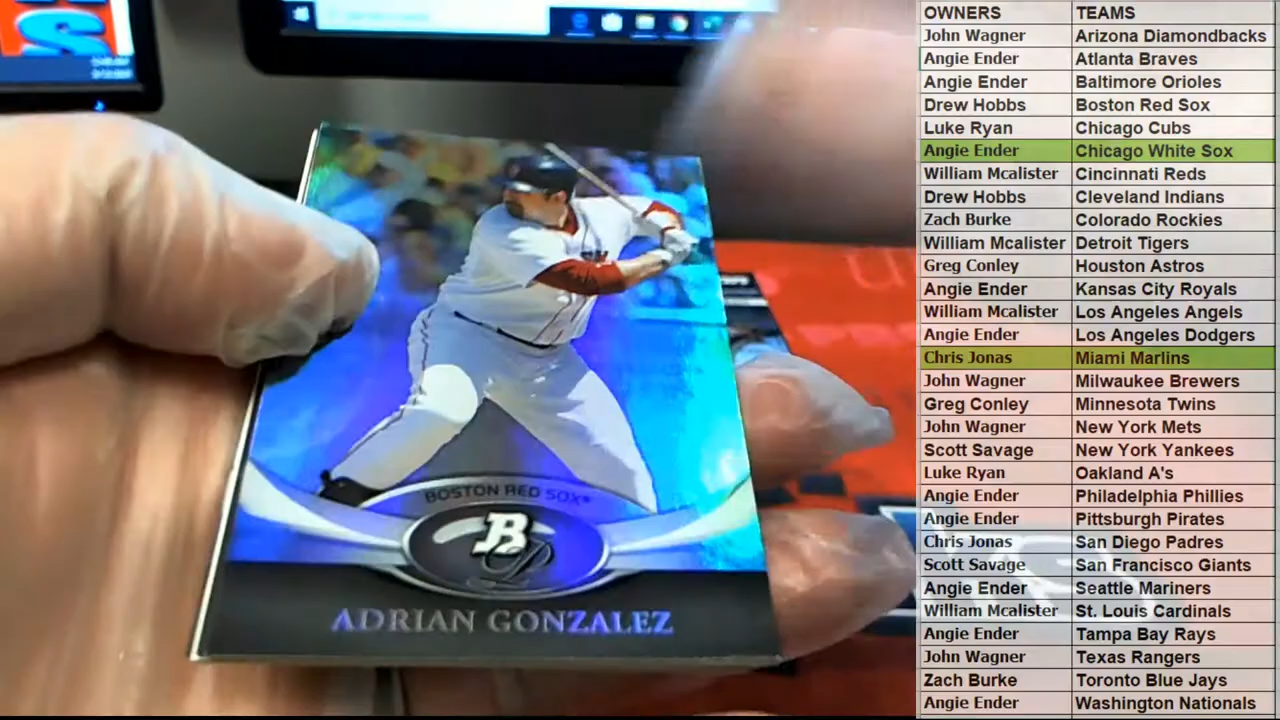 BOSTON RED SOX
B
P
ADRIAN GONZALEZ
OWNERS TEAMS
John Wagner Arizona Diamondbacks
Angie Ender Atlanta Braves
Angie Ender Baltimore Orioles
Drew Hobbs Boston Red Sox
Luke Ryan Chicago Cubs
Angie Ender Chicago White Sox
William Mcalister Cincinnati Reds
Drew Hobbs Cleveland Indians
Zach Burke Colorado Rockies
William Mcalister Detroit Tigers
Greg Conley Houston Astros
Angie Ender Kansas City Royals
William Mcalister Los Angeles Angels
Angie Ender Los Angeles Dodgers
Chris Jonas Miami Marlins
John Wagner Milwaukee Brewers
Greg Conley Minnesota Twins
John Wagner New York Mets
Scott Savage New York Yankees
Luke Ryan Oakland A's
Angie Ender Philadelphia Phillies
Angie Ender Pittsburgh Pirates
Chris Jonas San Diego Padres
Scott Savage San Francisco Giants
Angie Ender Seattle Mariners
William Mcalister St. Louis Cardinals
Angie Ender Tampa Bay Rays
John Wagner Texas Rangers
Zach Burke Toronto Blue Jays
Angie Ender Washington Nationals